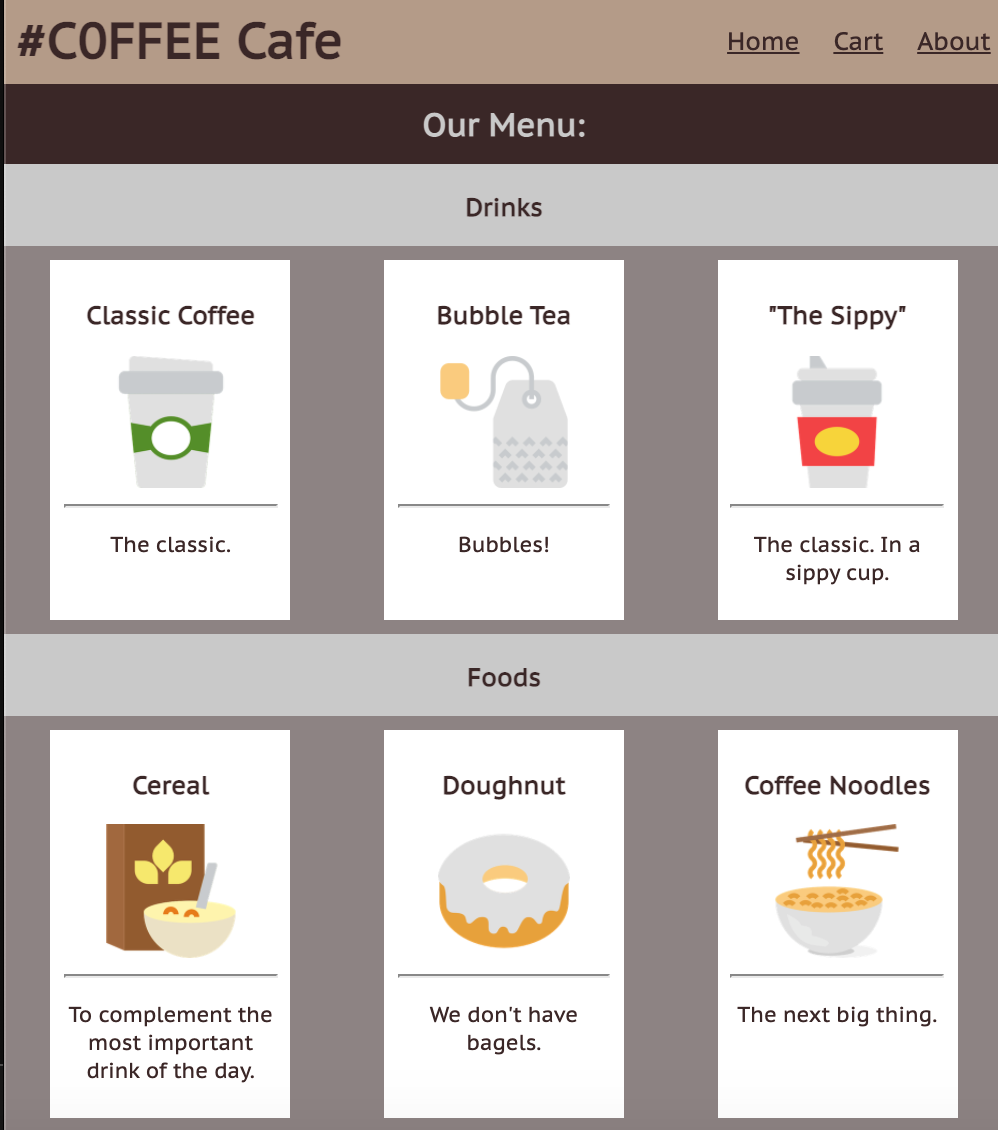 #C0FFEE Cafe
Home Cart About
Our Menu:
Drinks
Classic Coffee
The classic.
Bubble Tea
Bubbles!
"The Sippy"
The classic. In a
sippy cup.
Foods
Cereal
To complement the
most important
drink of the day.
Doughnut
We don't have
bagels.
Coffee Noodles
The next big thing.